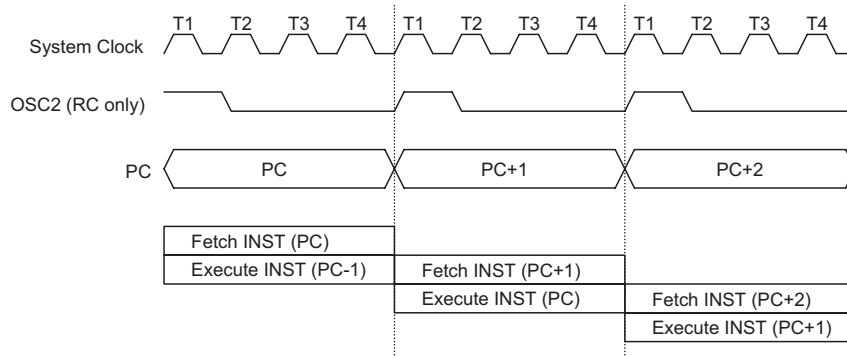 T1 T2 T3 T4 T1 T2 T3 T4 T1 T2 T3 T4
System Clock
OSC2 (RC only)
PC PC PC+1 PC+2
Fetch INST (PC)
Execute INST (PC-1) Fetch INST (PC+1)
Execute INST (PC) Fetch INST (PC+2)
Execute INST (PC+1)